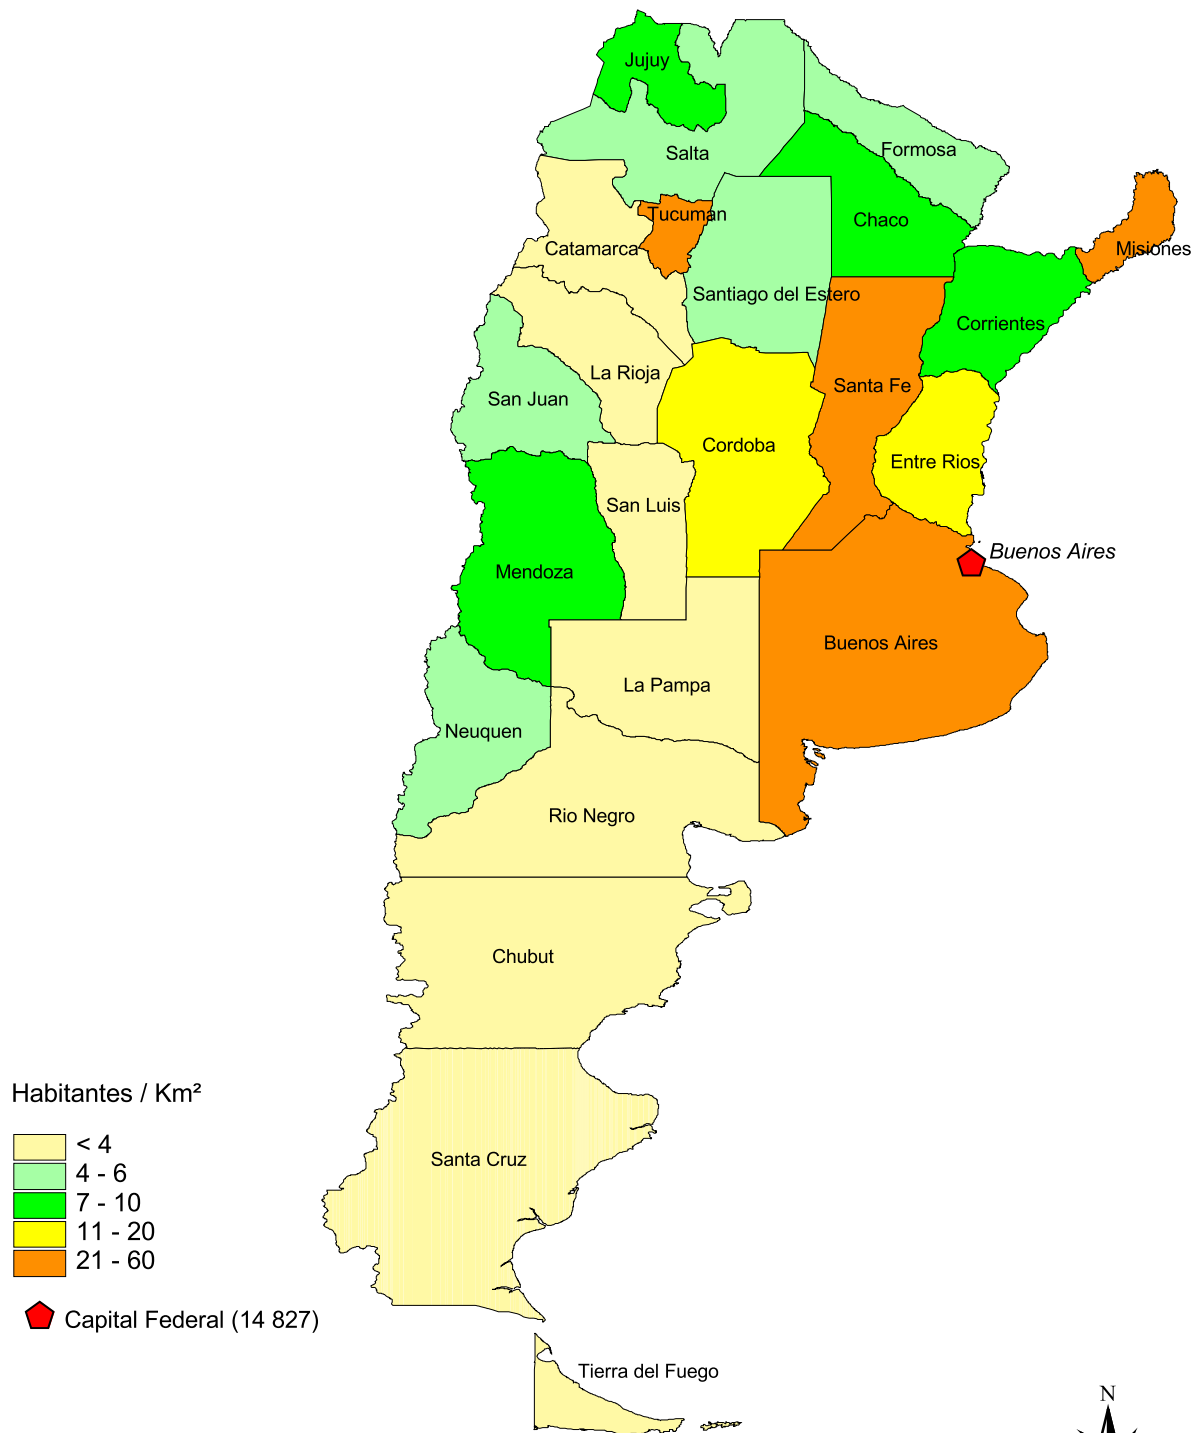 Jujuy
Salta
Formosa
Tucuman
Chaco
Catamarca
Misiones
Santiago del Estero
Corrientes
La Rioja
Santa Fe
San Juan
Cordoba
Entre Rios
San Luis
Buenos Aires
Mendoza
Buenos Aires
La Pampa
Neuquen
Rio Negro
Chubut
Santa Cruz
Tierra del Fuego
Habitantes / Km²
< 4
4 - 6
7 - 10
11 - 20
21 - 60
Capital Federal (14 827)
N